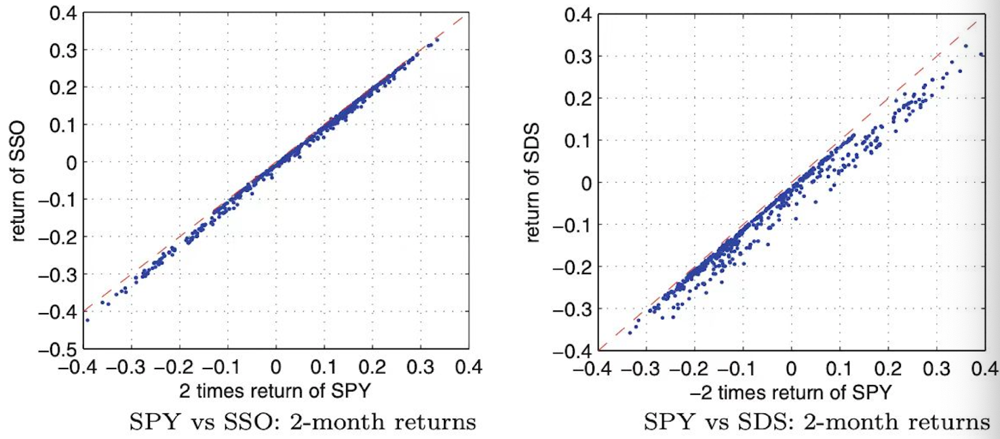 0.4
0.3
0.2
0.1
0
−0.1
−0.2
−0.3
−0.4
−0.5
return of SSO
−0.4 −0.3 −0.2 −0.1 0 0.1 0.2 0.3 0.4
2 times return of SPY
SPY vs SSO: 2-month returns
0.4
0.3
0.2
0.1
0
−0.1
−0.2
−0.3
−0.4
return of SDS
−0.4 −0.3 −0.2 −0.1 0 0.1 0.2 0.3 0.4
−2 times return of SPY
SPY vs SDS: 2-month returns